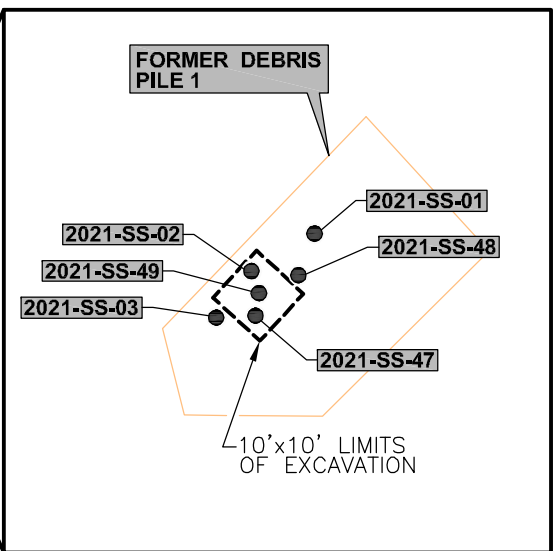 FORMER DEBRIS
PILE 1
2021-SS-01
2021-SS-02
2021-SS-48
2021-SS-49
2021-SS-03
2021-SS-47
10'x10' LIMITS
OF EXCAVATION